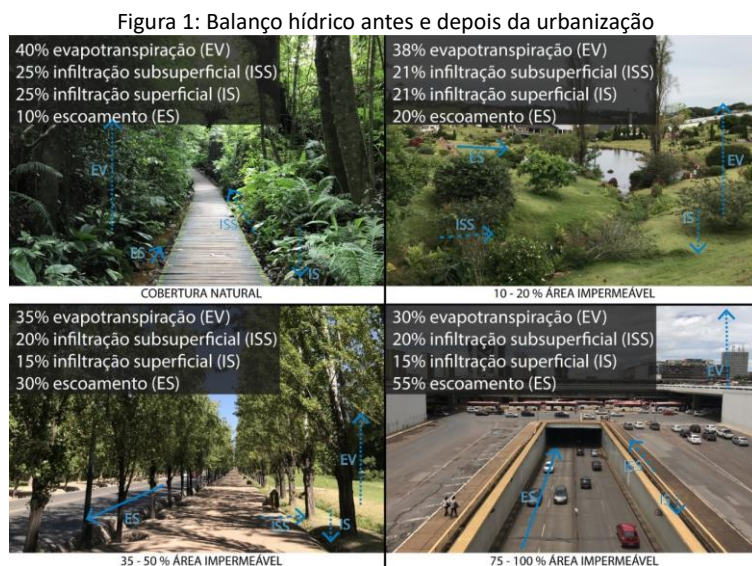 Figura 1: Balanço hídrico antes e depois da urbanização
40% evapotranspiração (EV)
25% infiltração subsuperficial (ISS)
25% infiltração superficial (IS)
10% escoamento (ES)
EV
ISS
ES
IS
COBERTURA NATURAL
38% evapotranspiração (EV)
21% infiltração subsuperficial (ISS)
21% infiltração superficial (IS)
20% escoamento (ES)
ES
EV
ISS
IS
10 - 20 % ÁREA IMPERMEÁVEL
35% evapotranspiração (EV)
20% infiltração subsuperficial (ISS)
15% infiltração superficial (IS)
30% escoamento (ES)
EV
ES
ISS
IS
35 - 50 % ÁREA IMPERMEÁVEL
30% evapotranspiração (EV)
20% infiltração subsuperficial (ISS)
15% infiltração superficial (IS)
55% escoamento (ES)
EV
ISS
ES
IS
75 - 100 % ÁREA IMPERMEÁVEL